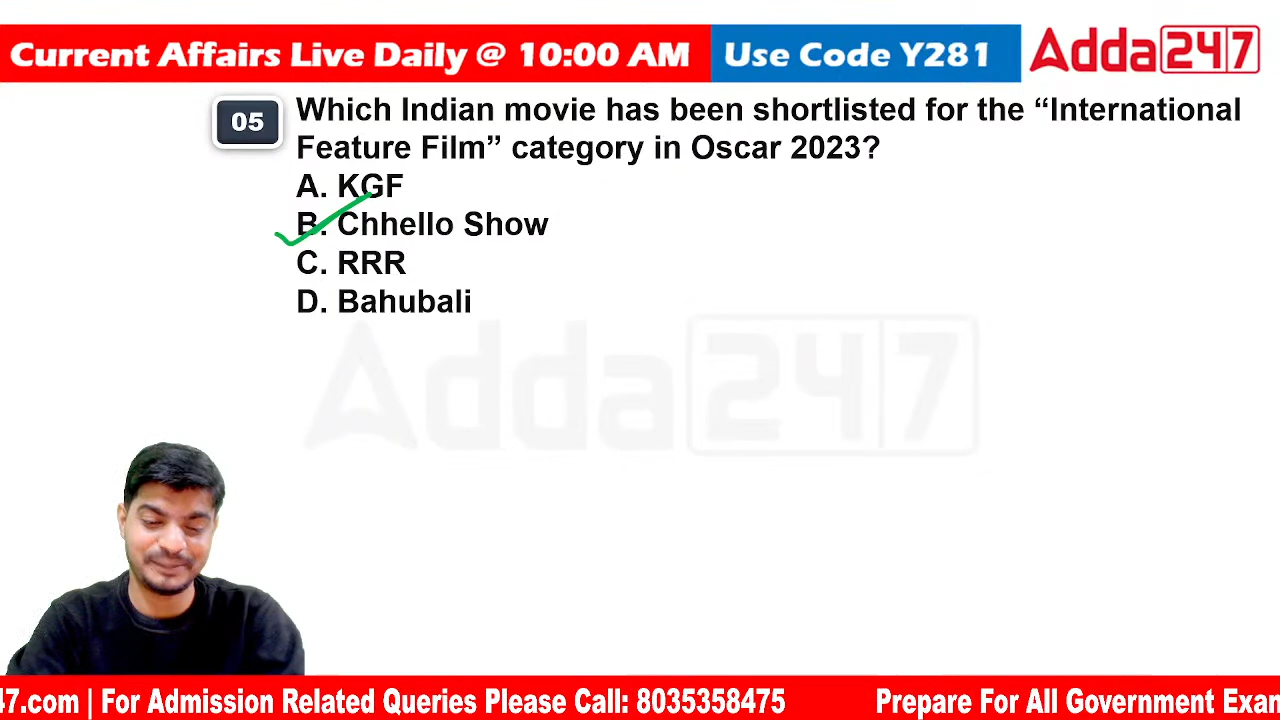 Current Affairs Live Daily @ 10:00 AM Use Code Y281 Adda247
05 Which Indian movie has been shortlisted for the “International
Feature Film” category in Oscar 2023?
A. KGF
B. Chhello Show
C. RRR
D. Bahubali
Adda247
47.com | For Admission Related Queries Please Call: 8035358475 Prepare For All Government Exan